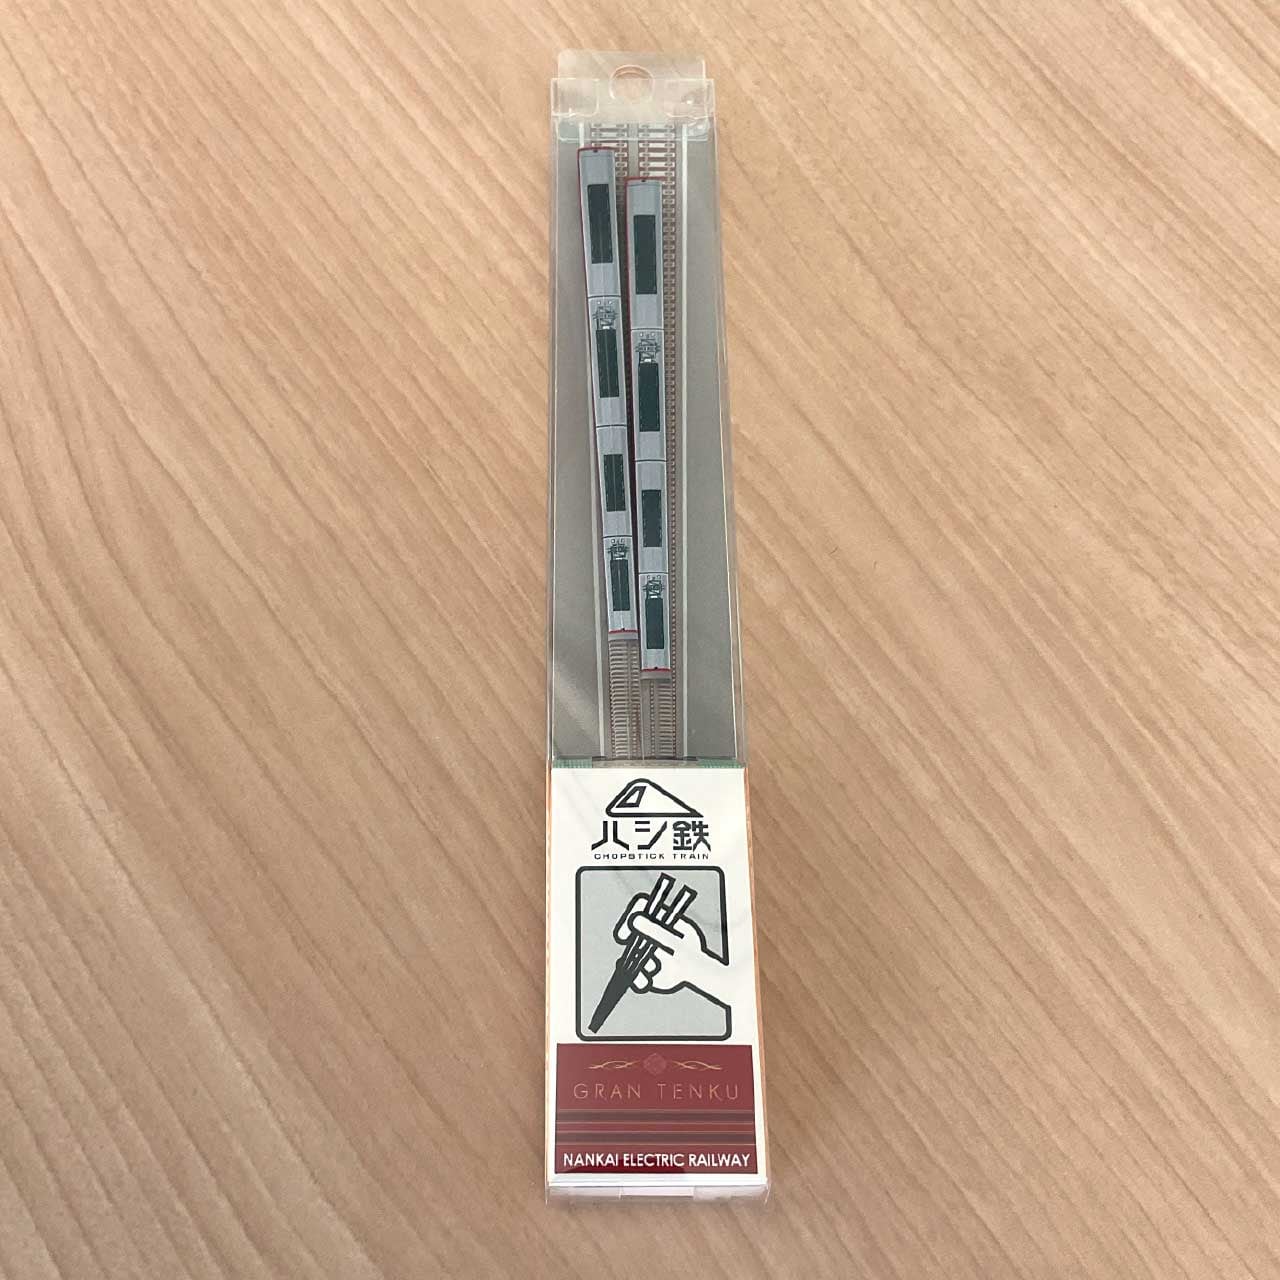 ハシ鉄
CHOPSTICK TRAIN
GRAN TENKU
NANKAI ELECTRIC RAILWAY